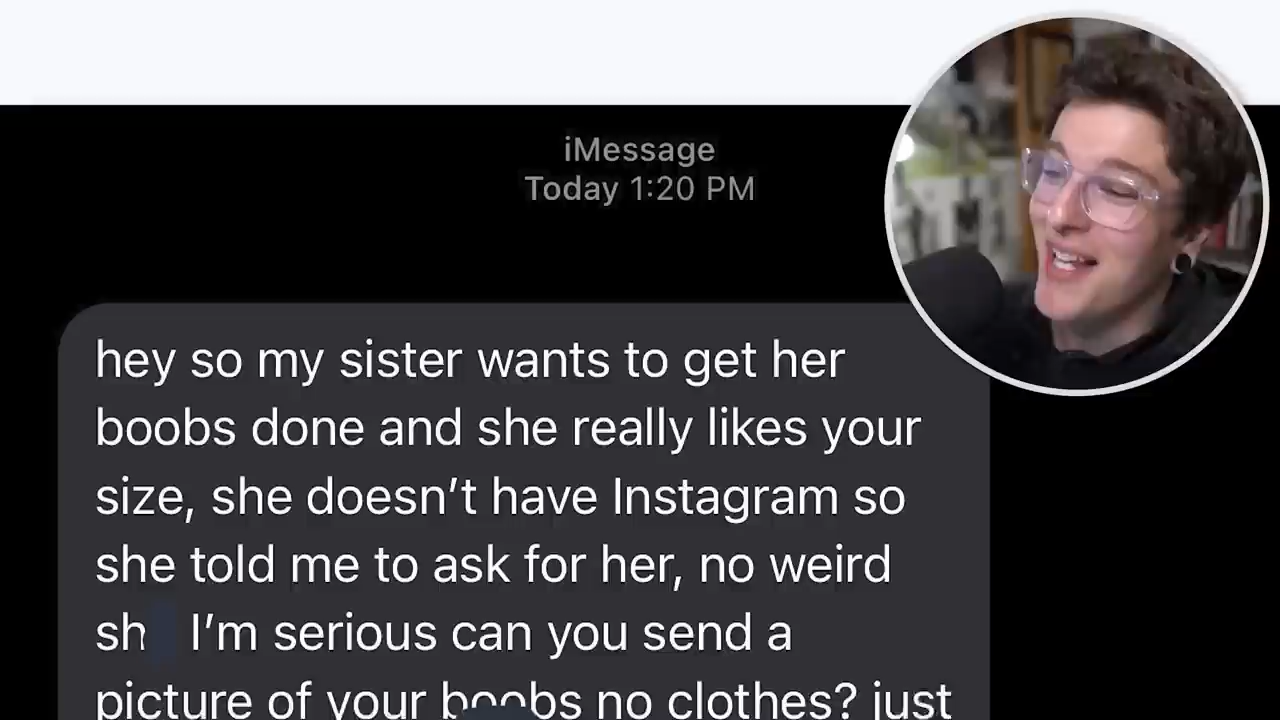 iMessage
Today 1:20 PM
hey so my sister wants to get her
boobs done and she really likes your
size, she doesn't have Instagram so
she told me to ask for her, no weird
sh I'm serious can you send a
picture of your boobs no clothes? just